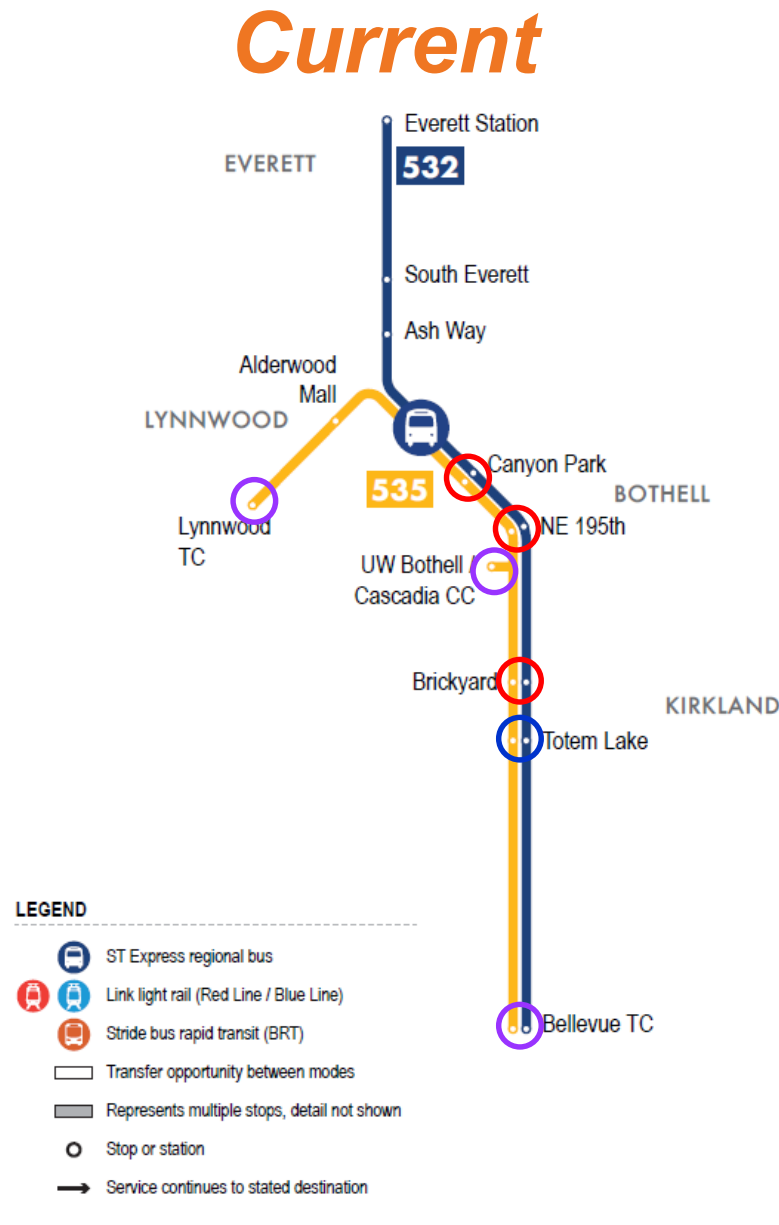 Current
Everett Station
EVERETT
532
South Everett
Ash Way
Alderwood
Mall
LYNNWOOD
Canyon Park
535
BOTHELL
Lynnwood
TC
NE 195th
UW Bothell /
Cascadia CC
Brickyard
KIRKLAND
Totem Lake
LEGEND
ST Express regional bus
Link light rail (Red Line / Blue Line)
Stride bus rapid transit (BRT)
Transfer opportunity between modes
Represents multiple stops, detail not shown
Bellevue TC
Stop or station
Service continues to stated destination